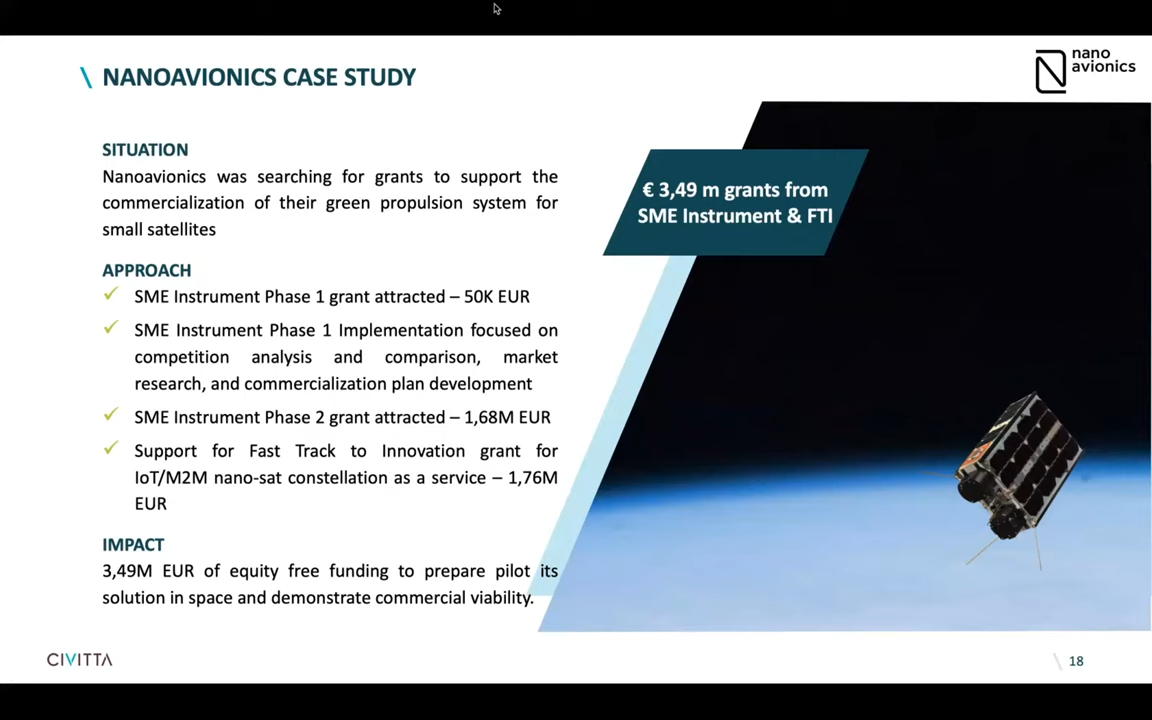 NANOAVIONICS CASE STUDY
nano
avionics
SITUATION
Nanoavionics was searching for grants to support the
commercialization of their green propulsion system for
small satellites
€ 3,49 m grants from
SME Instrument & FTI
APPROACH
SME Instrument Phase 1 grant attracted – 50K EUR
SME Instrument Phase 1 Implementation focused on
competition analysis and comparison, market
research, and commercialization plan development
SME Instrument Phase 2 grant attracted – 1,68M EUR
Support for Fast Track to Innovation grant for
IoT/M2M nano-sat constellation as a service – 1,76M
EUR
IMPACT
3,49M EUR of equity free funding to prepare pilot its
solution in space and demonstrate commercial viability.
CIVITTA
18